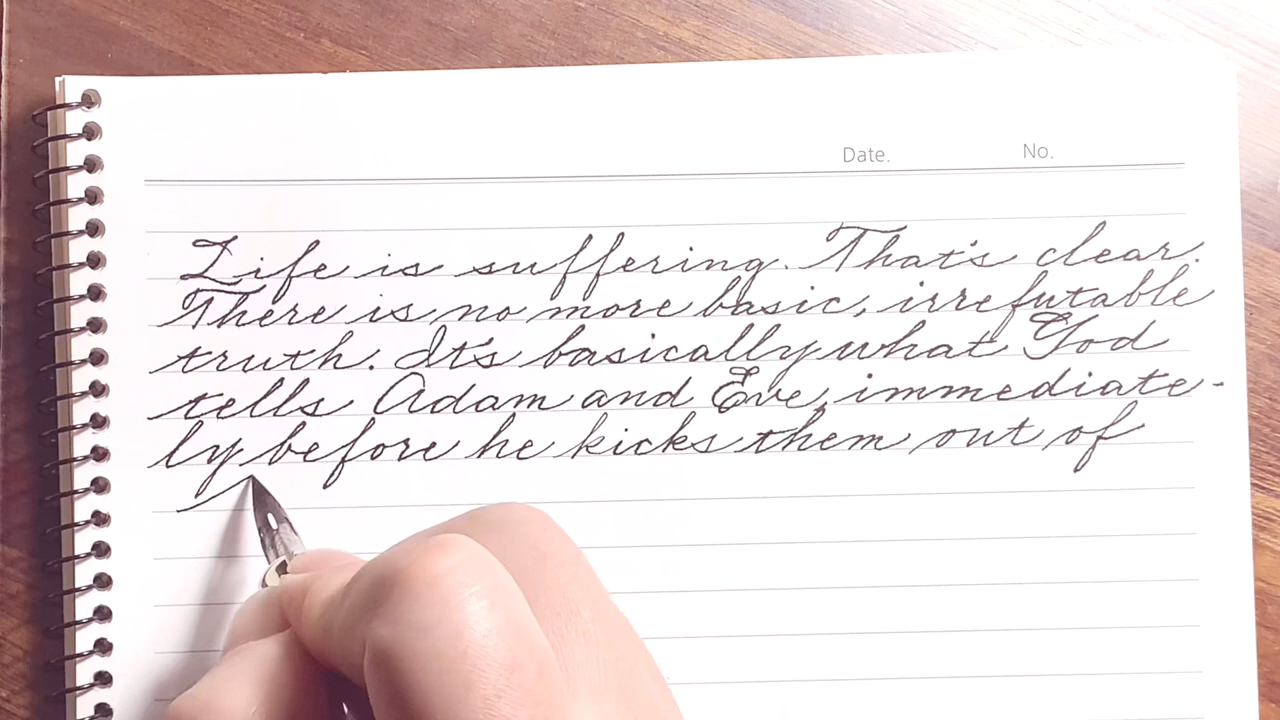 Date. No.
Life is suffering. That's clear.
There is no more basic, irrefutable
truth. It's basically what God
tells Adam and Eve, immediate-
ly before he kicks them out of